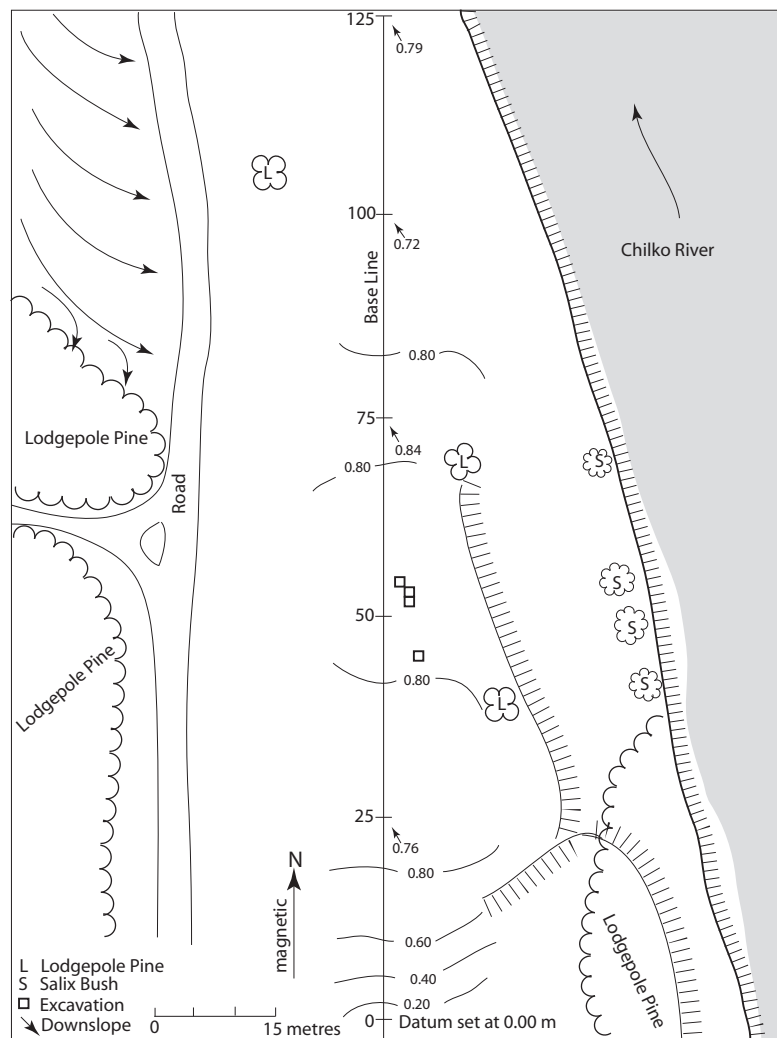 125
0.79
L
100
0.72
Base Line
Chilko River
0.80
Lodgepole Pine
75
0.84
0.80
L
S
Road
S
50
S
Lodgepole Pine
0.80
S
L
25
0.76
N
0.80
magnetic
0.60
Lodgepole Pine
0.40
0.20
L Lodgepole Pine
S Salix Bush
Excavation
Downslope
0 15 metres
0 Datum set at 0.00 m